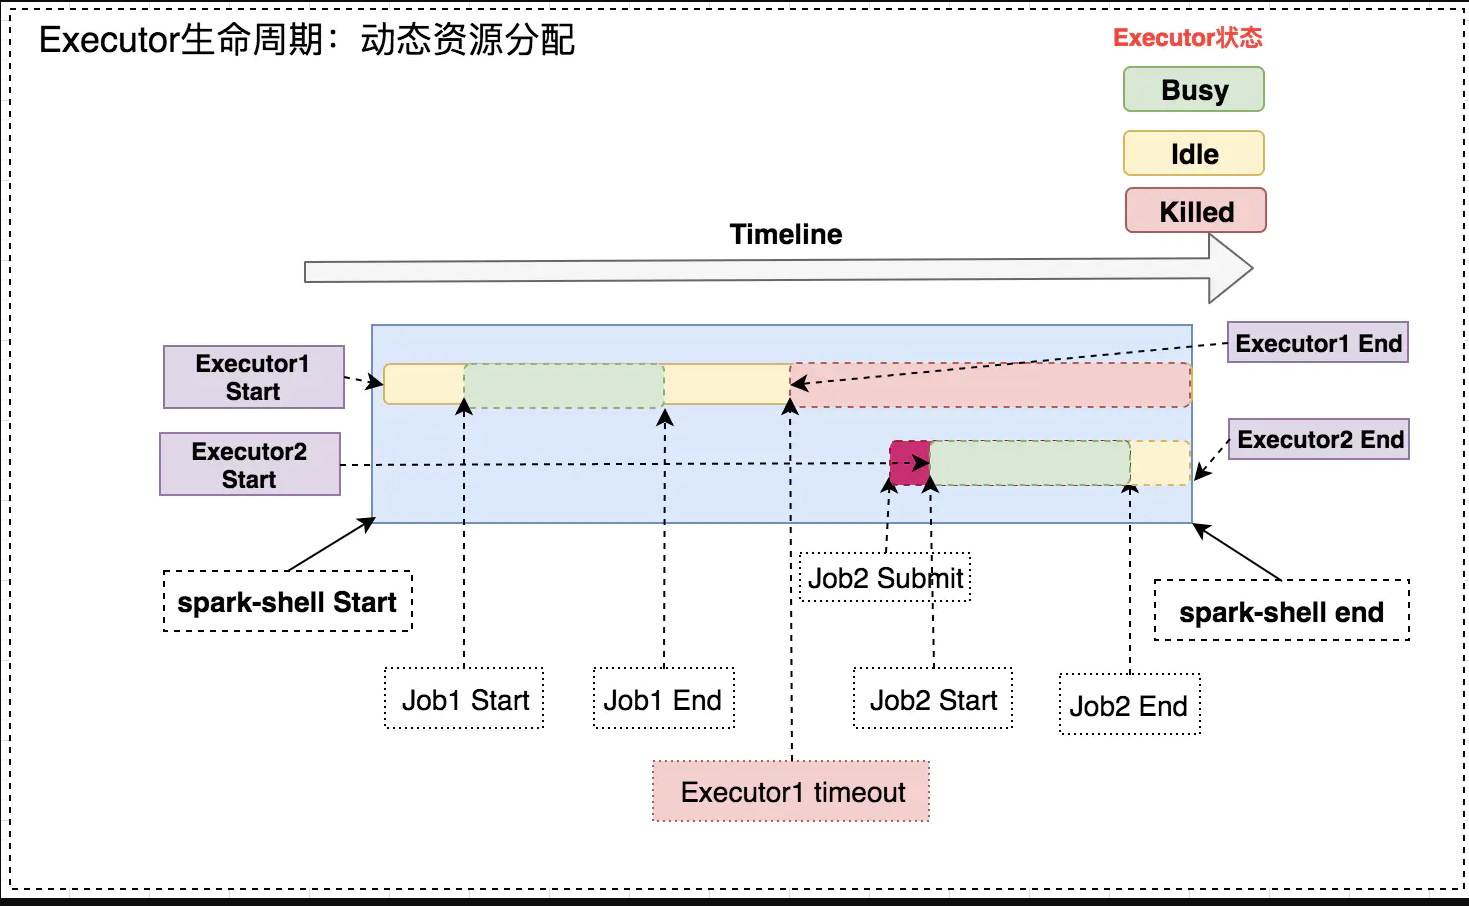 Executor生命周期：动态资源分配
Executor状态
Busy
Idle
Killed
Timeline
Executor1
Start
Executor1 End
Executor2
Start
Executor2 End
spark-shell Start
Job2 Submit
spark-shell end
Job1 Start
Job1 End
Job2 Start
Job2 End
Executor1 timeout